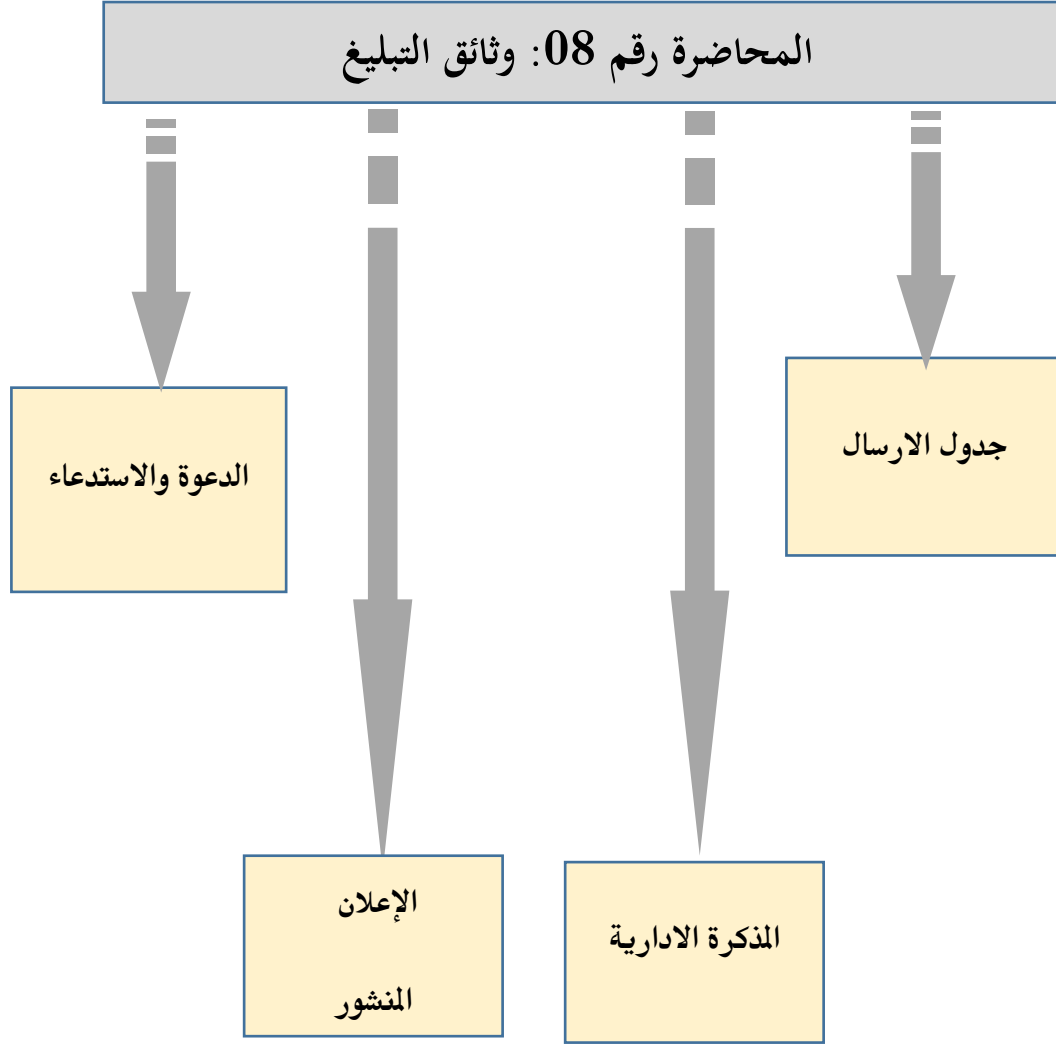 المحاضرة رقم 08: وثائق التبليغ
جدول الارسال
الدعوة والاستدعاء
المذكرة الادارية
الإعلان
المنشور